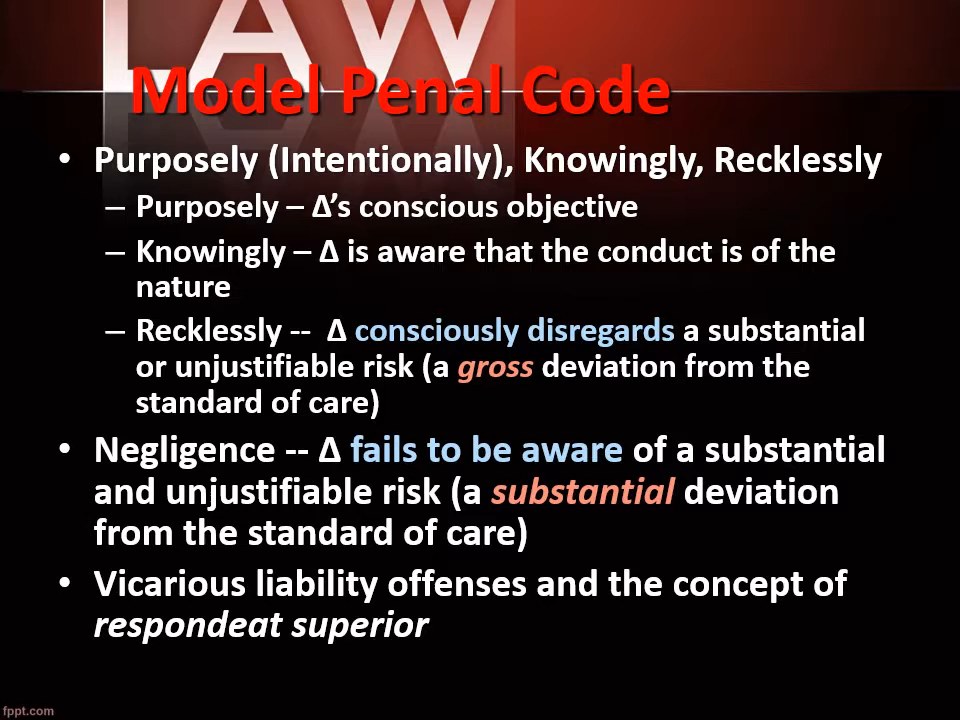 LAW
Model Penal Code
• Purposely (Intentionally), Knowingly, Recklessly
– Purposely – Δ’s conscious objective
– Knowingly – Δ is aware that the conduct is of the
nature
– Recklessly -- Δ consciously disregards a substantial
or unjustifiable risk (a gross deviation from the
standard of care)
• Negligence -- Δ fails to be aware of a substantial
and unjustifiable risk (a substantial deviation
from the standard of care)
• Vicarious liability offenses and the concept of
respondeat superior
fppt.com